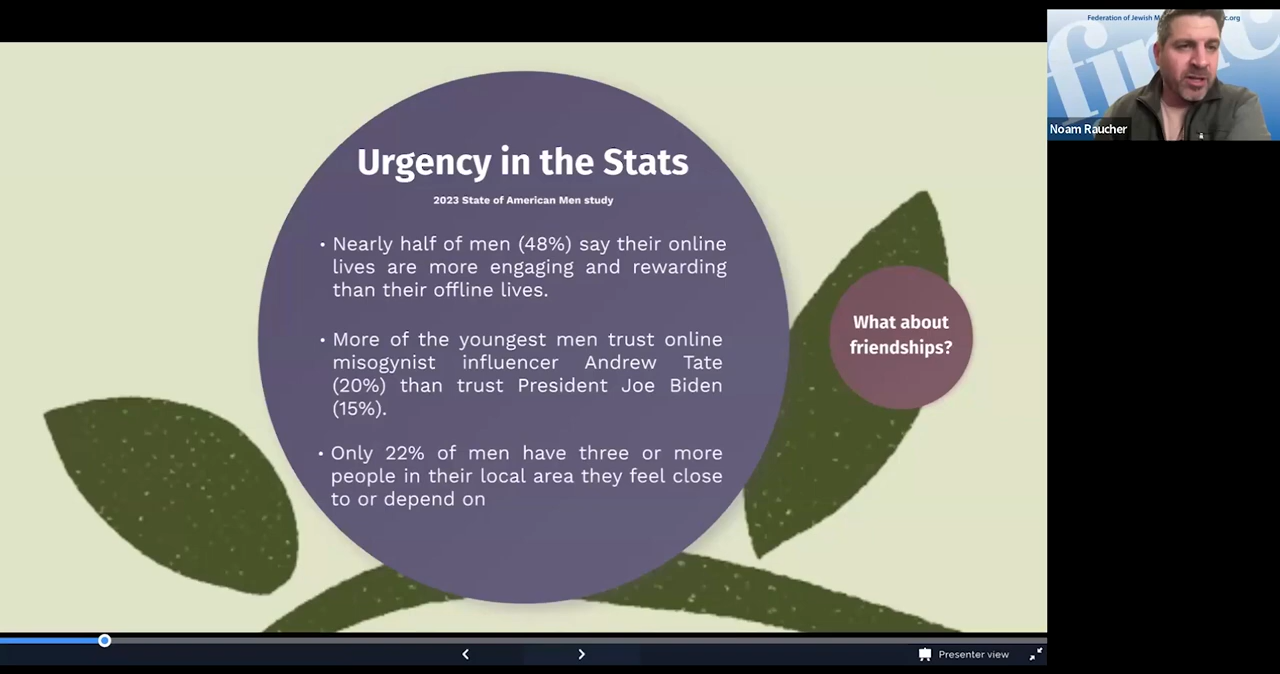 Urgency in the Stats
2023 State of American Men study
• Nearly half of men (48%) say their online
lives are more engaging and rewarding
than their offline lives.
• More of the youngest men trust online
misogynist influencer Andrew Tate
(20%) than trust President Joe Biden
(15%).
• Only 22% of men have three or more
people in their local area they feel close
to or depend on
What about
friendships?
Federation of Jewish
Noam Raucher
Presenter view